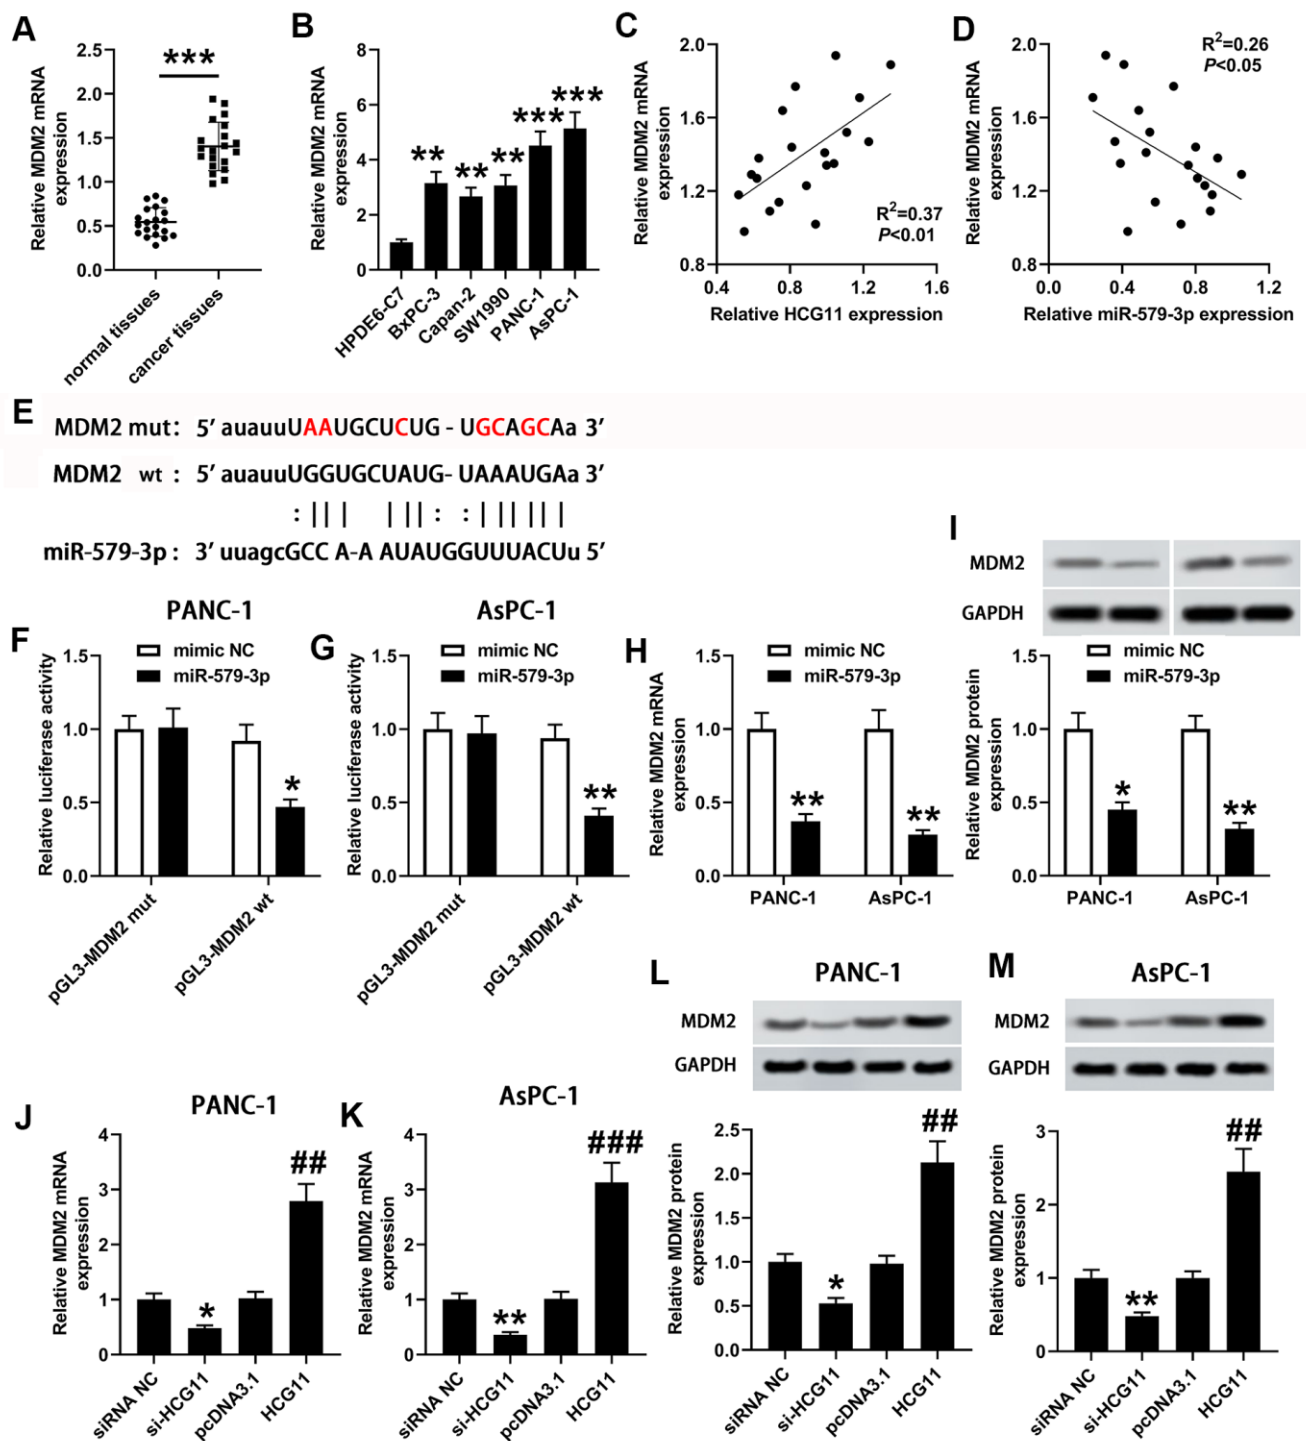 A
Relative MDM2 mRNA
expression
2.5
2.0
1.5
1.0
0.5
0.0
***
normal tissues
cancer tissues
B
Relative MDM2 mRNA
expression
8
6
4
2
0
**
**
**
***
***
HPDE6-C7
BxPC-3
Capan-2
SW1990
PANC-1
AsPC-1
C
Relative MDM2 mRNA
expression
2.0
1.6
1.2
0.8
R²=0.37
P<0.01
0.4 0.8 1.2 1.6
Relative HCG11 expression
D
Relative MDM2 mRNA
expression
2.0
1.6
1.2
0.8
R²=0.26
P<0.05
0.0 0.4 0.8 1.2
Relative miR-579-3p expression
E
MDM2 mut: 5' auauuUAAUGCUCUG - UGCAGCAa 3'
MDM2 wt : 5' auauuUGGUGCUAUG- UAAAUGAa 3'
: ||| |||: :||||||
miR-579-3p: 3' uuagcGCC A-A AUAUGGUUUACUu 5'
F
PANC-1
mimic NC
miR-579-3p
Relative luciferase activity
1.5
1.0
0.5
0.0
*
pGL3-MDM2 mut
pGL3-MDM2 wt
G
AsPC-1
mimic NC
miR-579-3p
Relative luciferase activity
1.5
1.0
0.5
0.0
**
pGL3-MDM2 mut
pGL3-MDM2 wt
H
mimic NC
miR-579-3p
Relative MDM2 mRNA
expression
1.5
1.0
0.5
0.0
**
**
PANC-1
AsPC-1
I
MDM2
GAPDH
mimic NC
miR-579-3p
Relative MDM2 protein
expression
1.5
1.0
0.5
0.0
*
**
PANC-1
AsPC-1
J
PANC-1
Relative MDM2 mRNA
expression
4
3
2
1
0
*
##
siRNA NC
si-HCG11
pcDNA3.1
HCG11
K
AsPC-1
Relative MDM2 mRNA
expression
4
3
2
1
0
**
###
siRNA NC
si-HCG11
pcDNA3.1
HCG11
L
PANC-1
MDM2
GAPDH
Relative MDM2 protein
expression
2.5
2.0
1.5
1.0
0.5
0.0
*
##
siRNA NC
si-HCG11
pcDNA3.1
HCG11
M
AsPC-1
MDM2
GAPDH
Relative MDM2 protein
expression
3
2
1
0
**
##
siRNA NC
si-HCG11
pcDNA3.1
HCG11